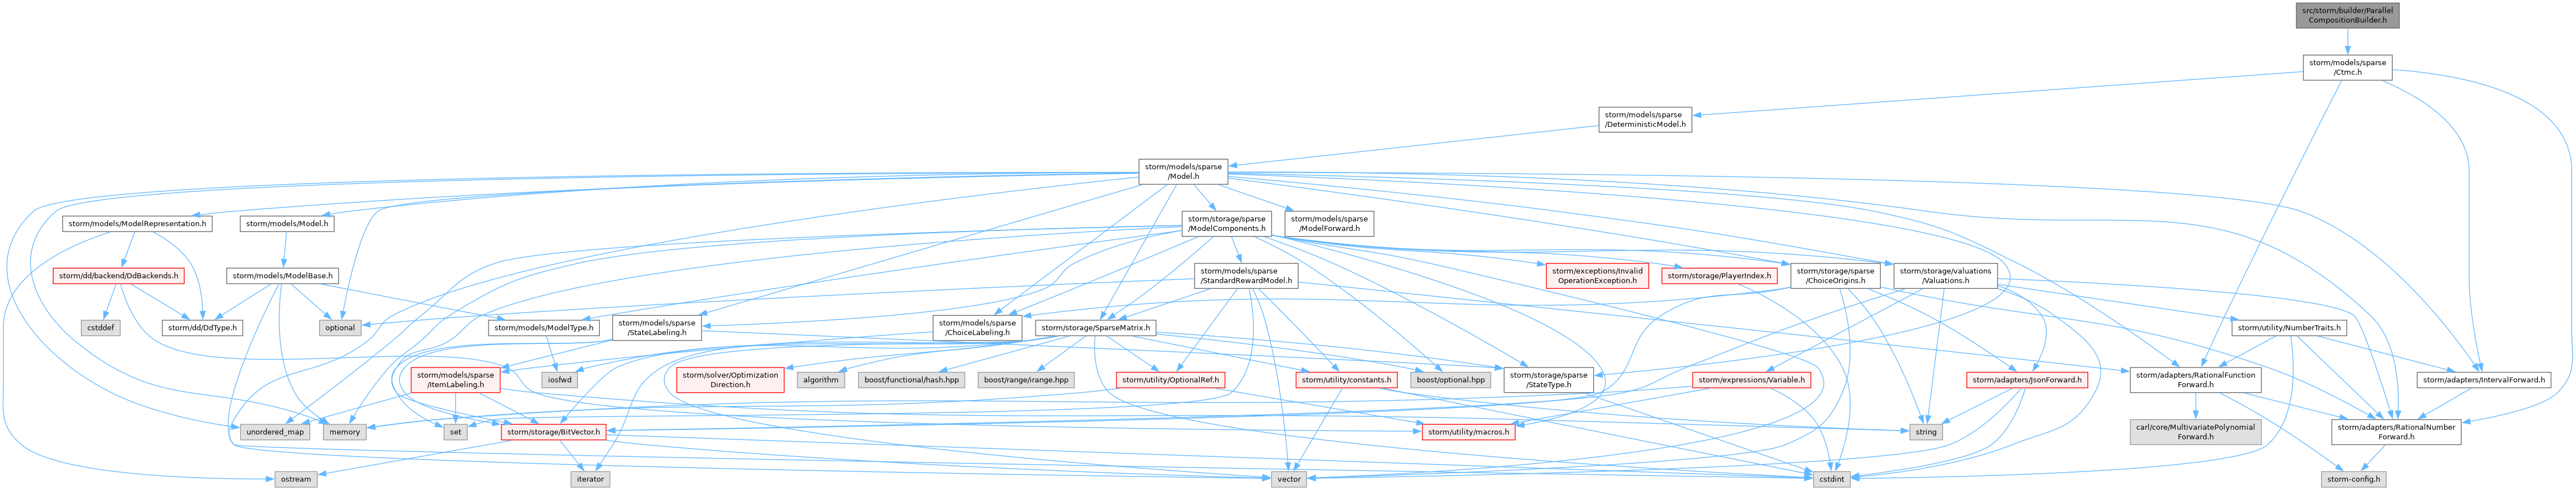 src/storm/builder/Parallel
CompositionBuilder.h
storm/models/sparse
/Ctmc.h
storm/models/sparse
/DeterministicModel.h
storm/models/sparse
/Model.h
storm/models/ModelRepresentation.h
storm/models/Model.h
storm/storage/sparse
/ModelComponents.h
storm/models/sparse
/ModelForward.h
storm/dd/backend/DdBackends.h
storm/models/ModelBase.h
storm/models/sparse
/StandardRewardModel.h
storm/exceptions/Invalid
OperationException.h
storm/storage/PlayerIndex.h
storm/storage/sparse
/ChoiceOrigins.h
storm/storage/valuations
/Valuations.h
cstddef
storm/dd/DdType.h
optional
storm/models/ModelType.h
storm/models/sparse
/StateLabeling.h
storm/models/sparse
/ChoiceLabeling.h
storm/storage/SparseMatrix.h
storm/utility/NumberTraits.h
storm/models/sparse
/ItemLabeling.h
iosfwd
storm/solver/Optimization
Direction.h
algorithm
boost/functional/hash.hpp
boost/range/irange.hpp
storm/utility/OptionalRef.h
storm/utility/constants.h
boost/optional.hpp
storm/storage/sparse
/StateType.h
storm/expressions/Variable.h
storm/adapters/JsonForward.h
storm/adapters/RationalFunction
Forward.h
storm/adapters/IntervalForward.h
unordered_map
memory
set
storm/storage/BitVector.h
storm/utility/macros.h
string
carl/core/MultivariatePolynomial
Forward.h
storm/adapters/RationalNumber
Forward.h
ostream
iterator
vector
cstdint
storm-config.h